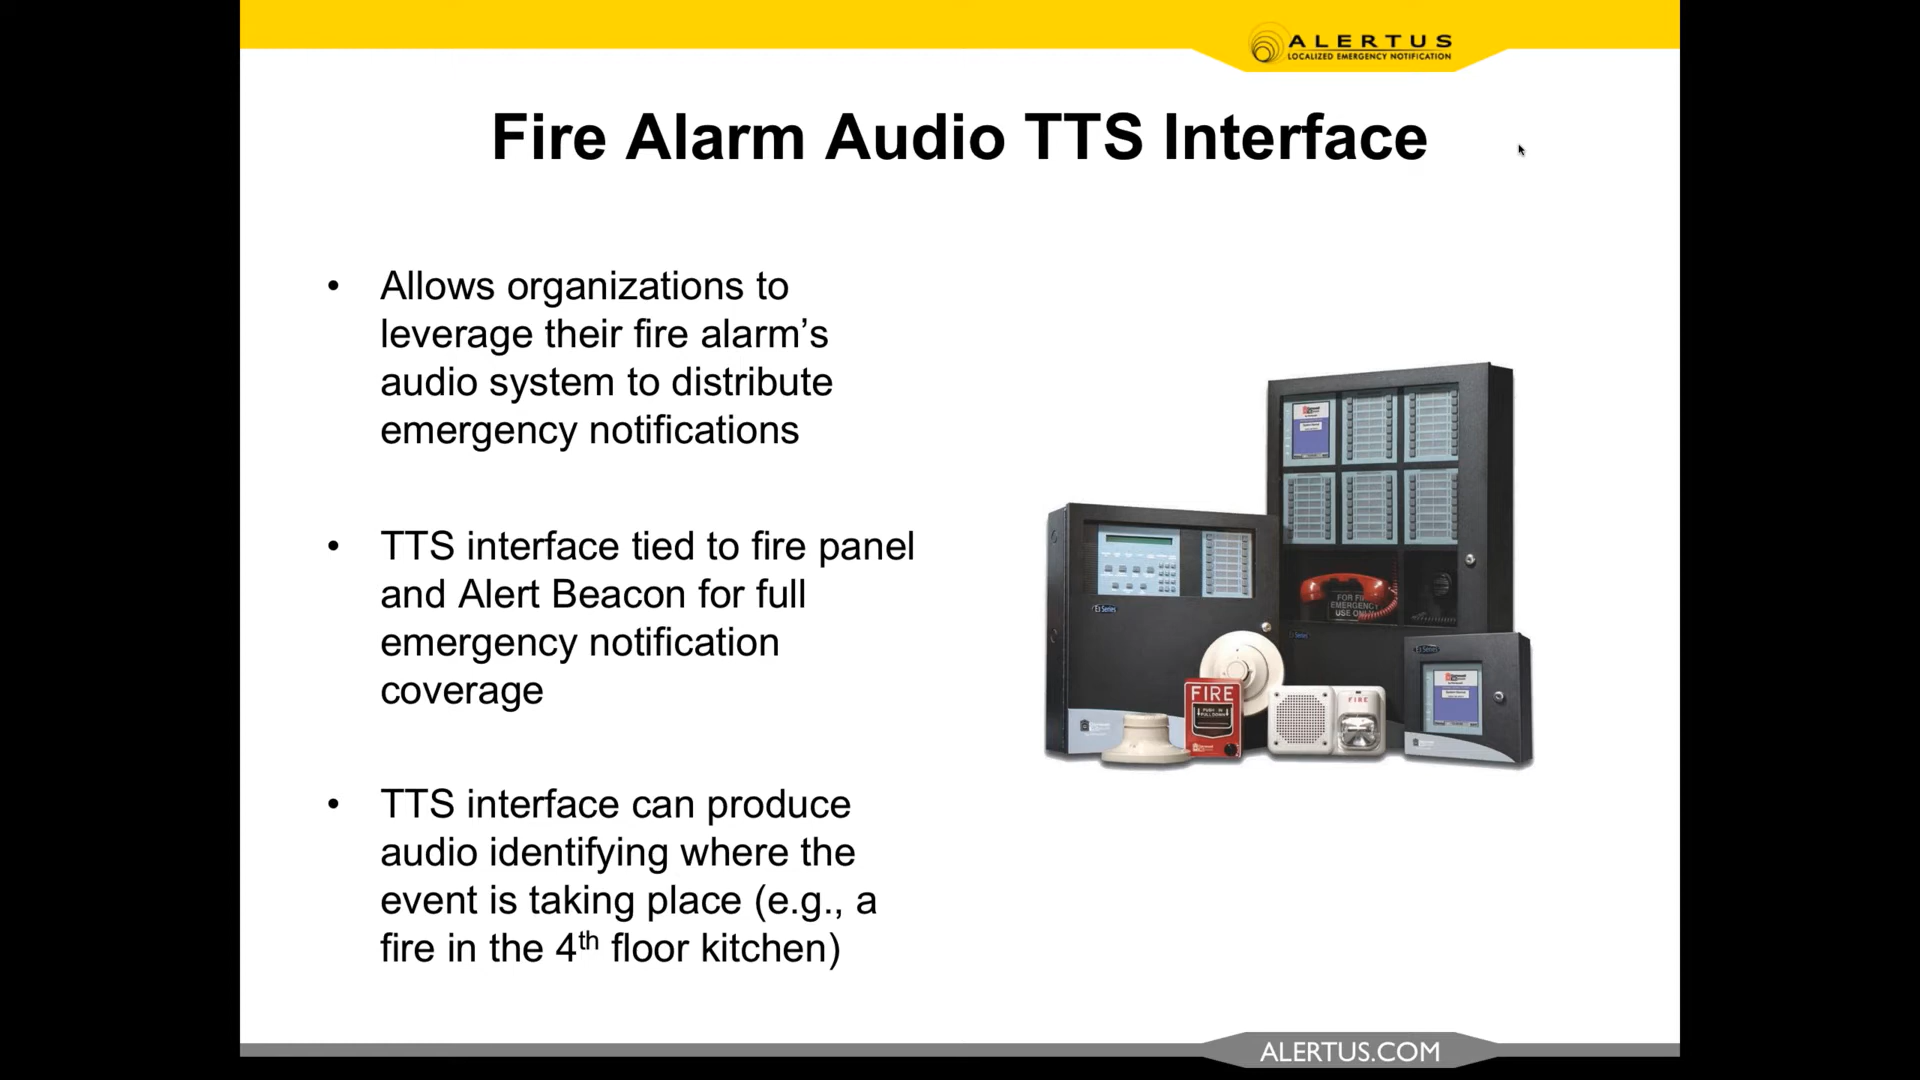 ALERTUS
LOCALIZED EMERGENCY NOTIFICATION
Fire Alarm Audio TTS Interface
• Allows organizations to
leverage their fire alarm’s
audio system to distribute
emergency notifications
• TTS interface tied to fire panel
and Alert Beacon for full
emergency notification
coverage
• TTS interface can produce
audio identifying where the
event is taking place (e.g., a
fire in the 4th floor kitchen)
E3 Series
FIRE
FIRE
ALERTUS.COM